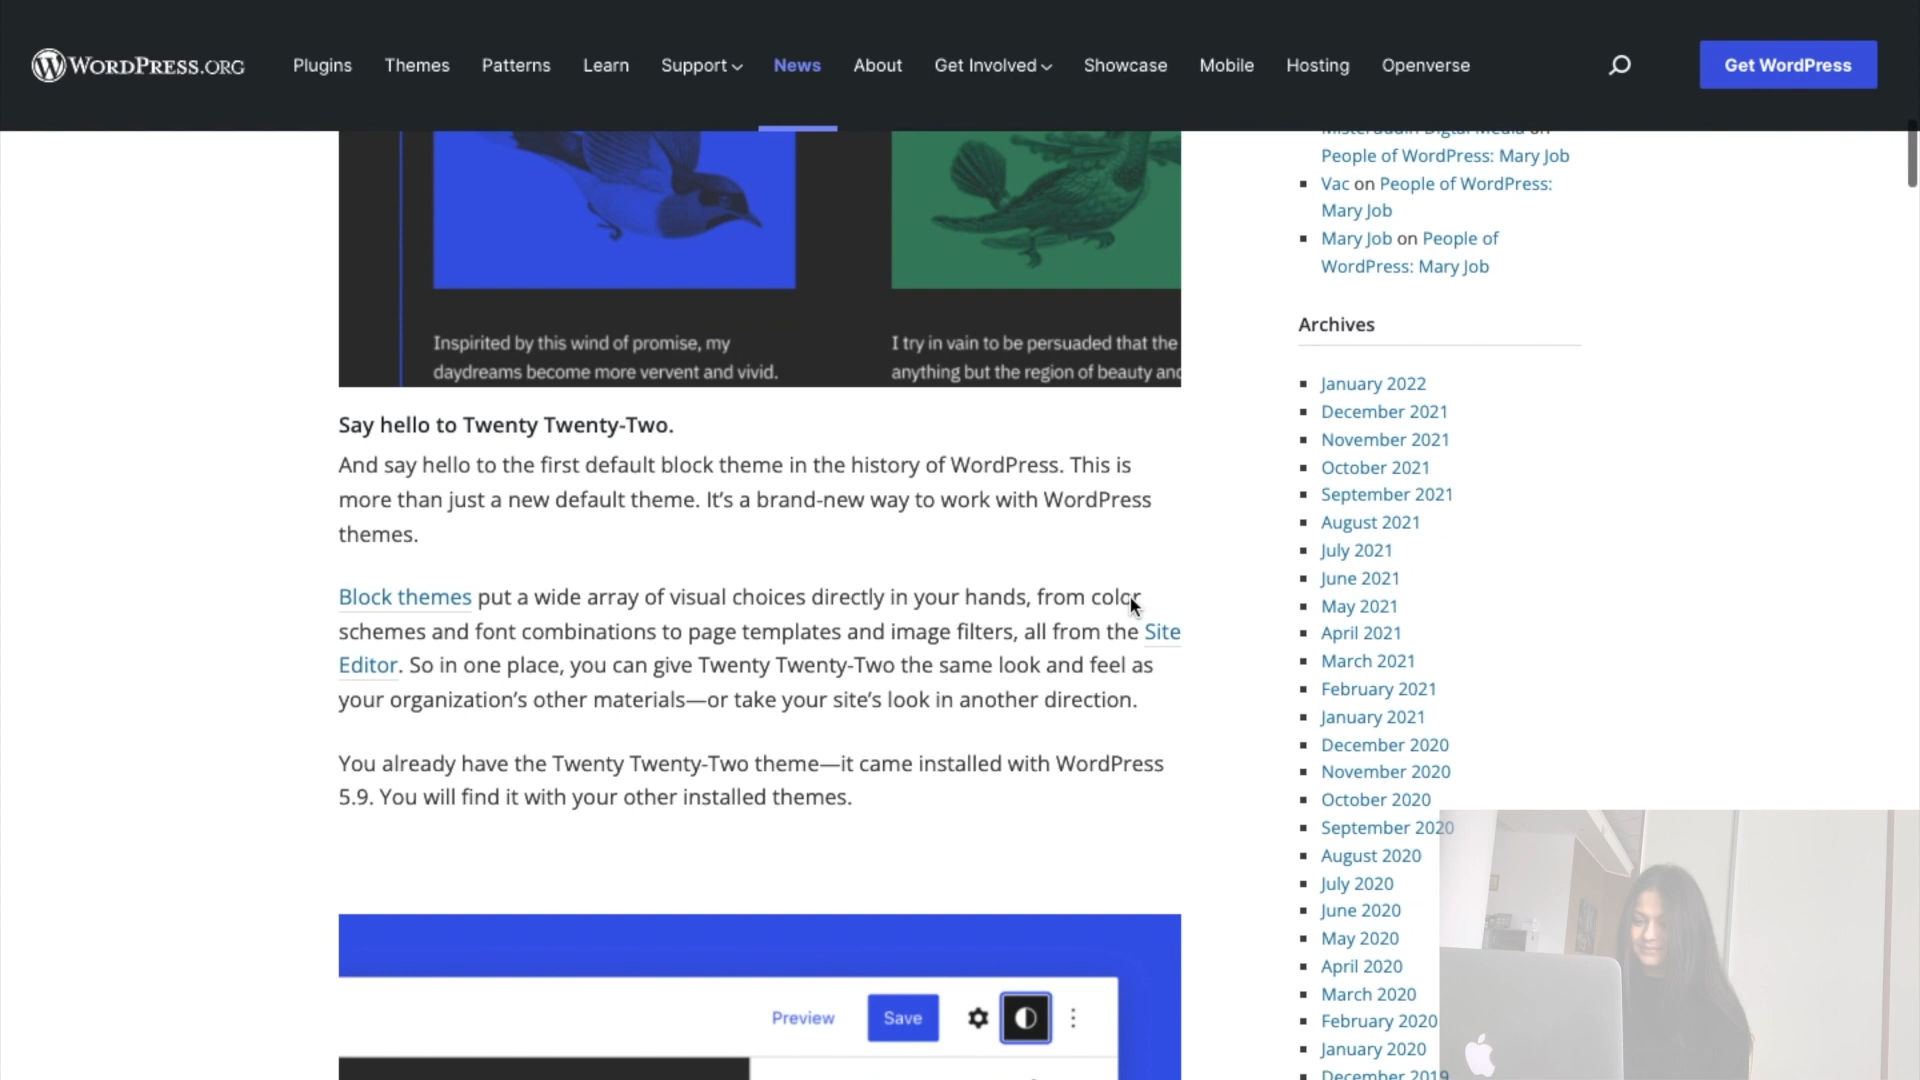 WORDPRESS.ORG
Plugins
Themes
Patterns
Learn
Support
News
About
Get Involved
Showcase
Mobile
Hosting
Openverse
Get WordPress
Inspirited by this wind of promise, my
daydreams become more vervent and vivid.
I try in vain to be persuaded that the
anything but the region of beauty and
Say hello to Twenty Twenty-Two.
And say hello to the first default block theme in the history of WordPress. This is
more than just a new default theme. It’s a brand-new way to work with WordPress
themes.
Block themes put a wide array of visual choices directly in your hands, from color
schemes and font combinations to page templates and image filters, all from the Site
Editor. So in one place, you can give Twenty Twenty-Two the same look and feel as
your organization’s other materials—or take your site’s look in another direction.
You already have the Twenty Twenty-Two theme—it came installed with WordPress
5.9. You will find it with your other installed themes.
Preview
Save
Misteruddin Digtal Media on
People of WordPress: Mary Job
Vac on People of WordPress:
Mary Job
Mary Job on People of
WordPress: Mary Job
Archives
January 2022
December 2021
November 2021
October 2021
September 2021
August 2021
July 2021
June 2021
May 2021
April 2021
March 2021
February 2021
January 2021
December 2020
November 2020
October 2020
September 2020
August 2020
July 2020
June 2020
May 2020
April 2020
March 2020
February 2020
January 2020
December 2019